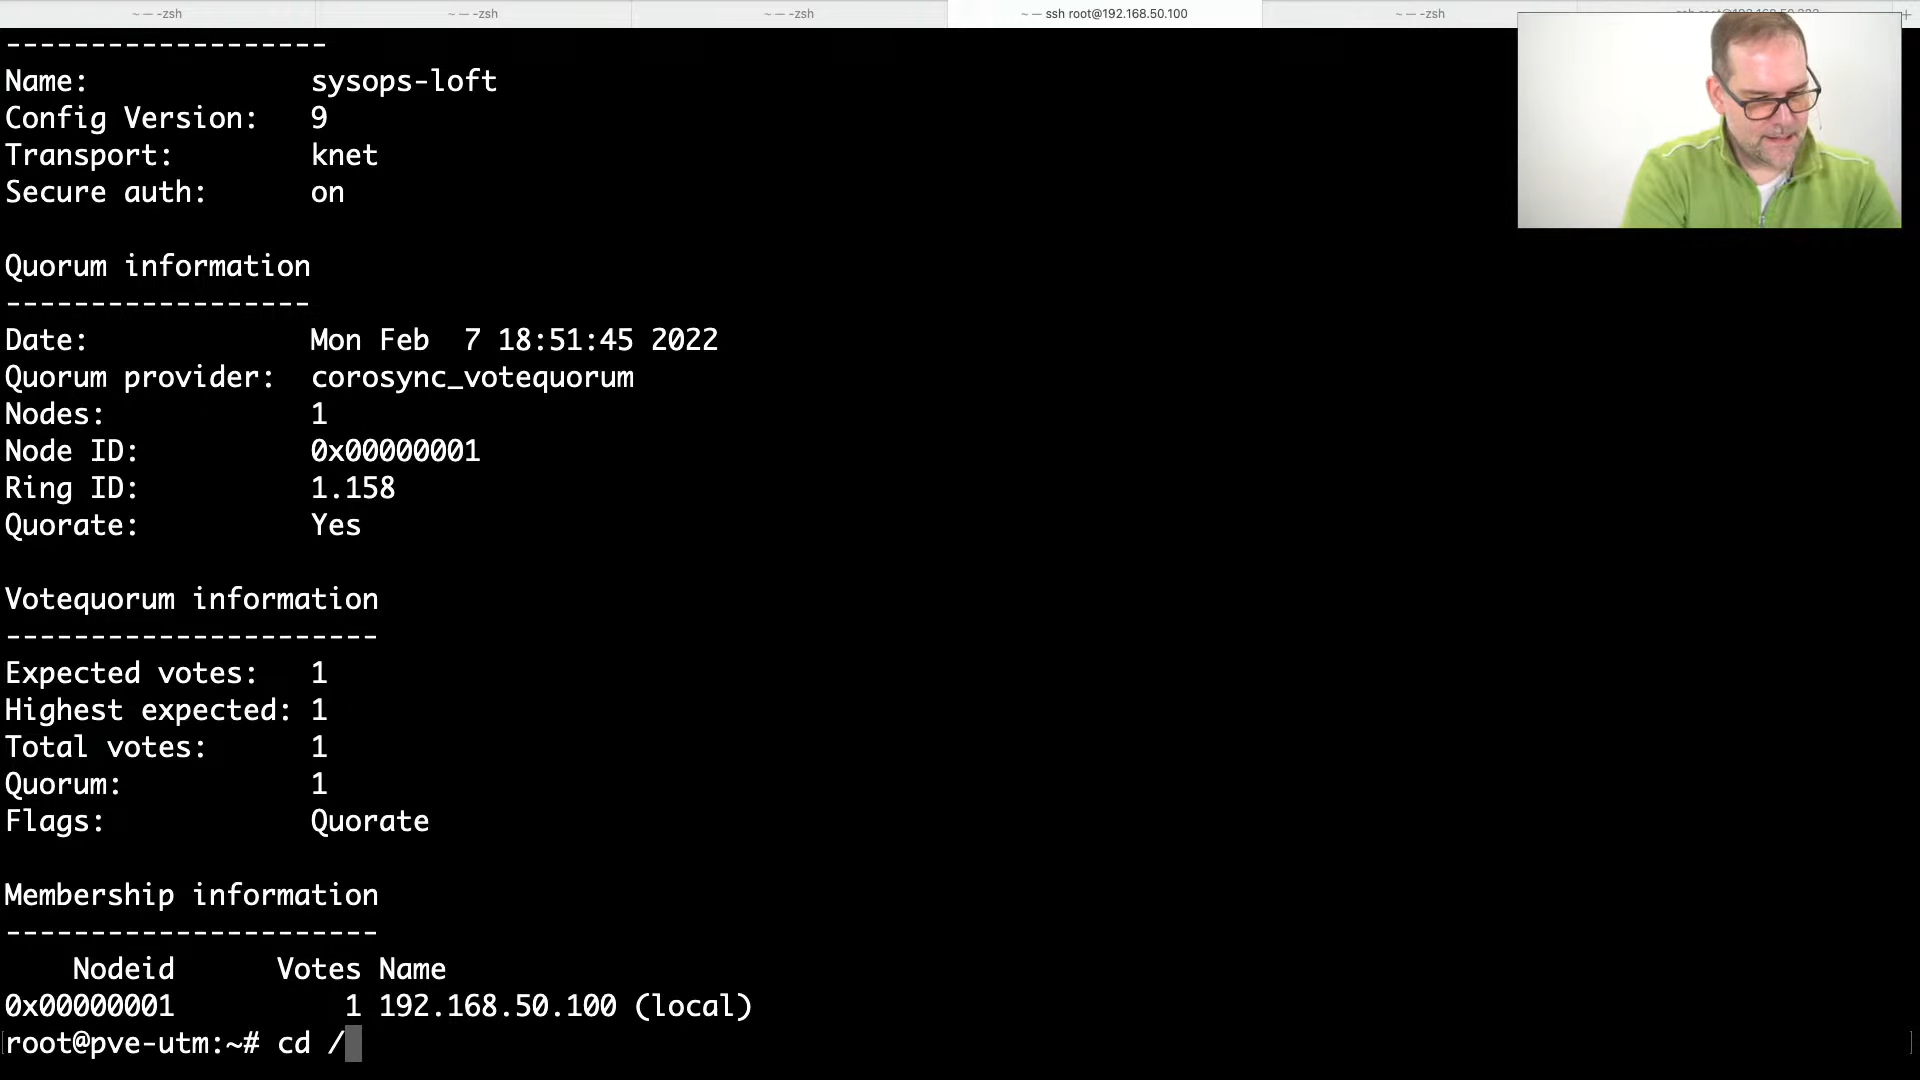 ~ — -zsh
~ — -zsh
~ — -zsh
~ — ssh root@192.168.50.100
~ — -zsh
-------------------
Name:             sysops-loft
Config Version:   9
Transport:        knet
Secure auth:      on
Quorum information
------------------
Date:             Mon Feb  7 18:51:45 2022
Quorum provider:  corosync_votequorum
Nodes:            1
Node ID:          0x00000001
Ring ID:          1.158
Quorate:          Yes
Votequorum information
----------------------
Expected votes:   1
Highest expected: 1
Total votes:      1
Quorum:           1
Flags:            Quorate
Membership information
----------------------
    Nodeid      Votes Name
0x00000001          1 192.168.50.100 (local)
root@pve-utm:~# cd /